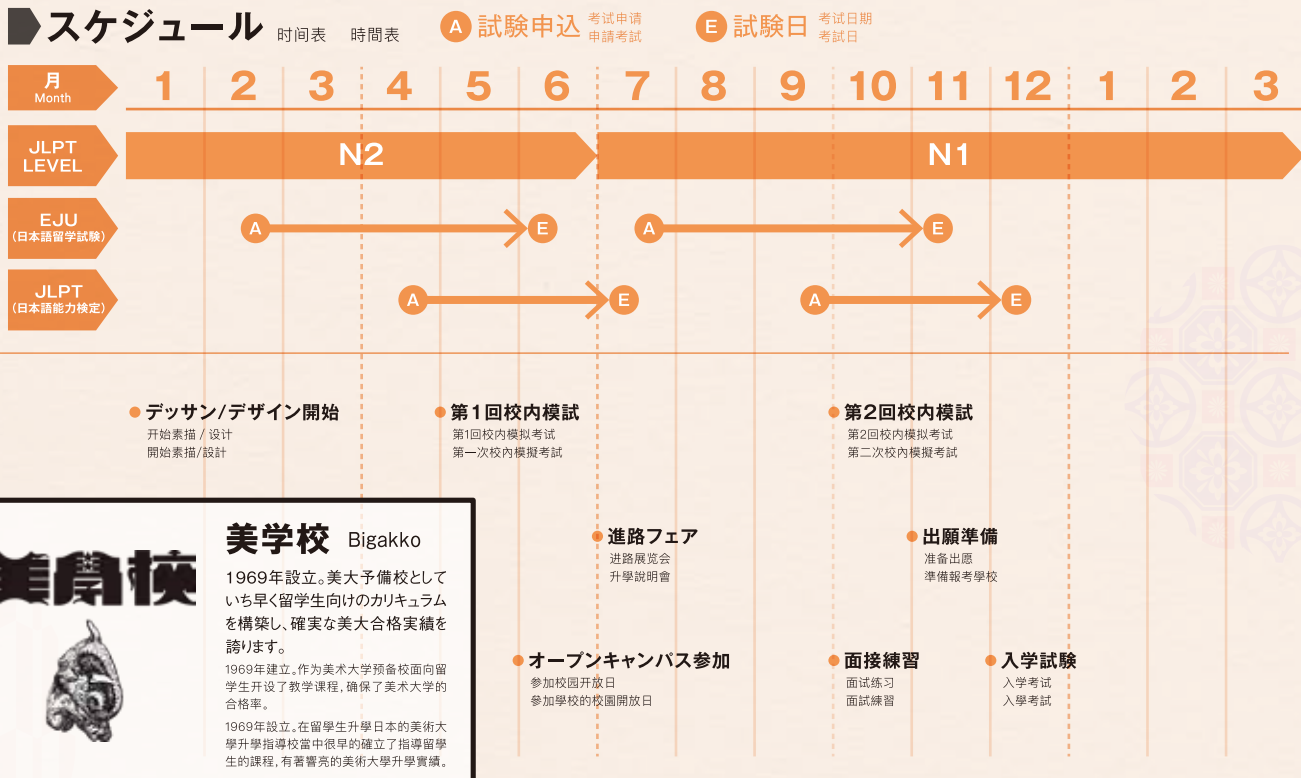 スケジュール 时间表 時間表
A 試験申込 考试申请
申請考試
E 試験日 考试日期
考試日
月
Month
1 2 3 4 5 6 7 8 9 10 11 12 1 2 3
JLPT
LEVEL
N2 N1
EJU
(日本語留学試験)
A E A E
JLPT
(日本語能力検定)
A E A E
デッサン/デザイン開始
开始素描 / 设计
開始素描/設計
第1回校内模試
第1回校内模拟考试
第一次校內模擬考試
第2回校内模試
第2回校内模拟考试
第二次校內模擬考試
進路フェア
进路展览会
升學說明會
出願準備
准备出愿
準備報考學校
オープンキャンパス参加
参加校园开放日
參加學校的校園開放日
面接練習
面试练习
面試練習
入学試験
入学考试
入學考試
美学校
美学校 Bigakko
1969年設立。美大予備校として
いち早く留学生向けのカリキュラム
を構築し、確実な美大合格実績を
誇ります。
1969年建立。作为美术大学预备校面向留
学生开设了教学课程,确保了美术大学的
合格率。
1969年設立。在留學生升學日本的美術大
學升學指導校當中很早的確立了指導留學
生的課程,有著響亮的美術大學升學實績。